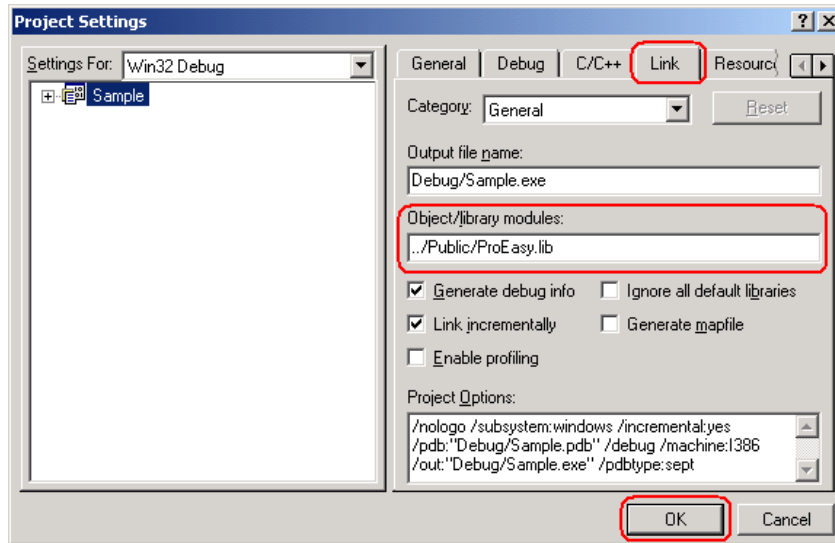 Project Settings
Settings For: Win32 Debug
Sample
General Debug C/C++ Link Resourc
Category: General Reset
Output file name:
Debug/Sample.exe
Object/library modules:
../Public/ProEasy.lib
Generate debug info Ignore all default libraries
Link incrementally Generate mapfile
Enable profiling
Project Options:
/nologo /subsystem:windows /incremental:yes
/pdb:"Debug/Sample.pdb" /debug /machine:I386
/out:"Debug/Sample.exe" /pdbtype:sept
OK Cancel